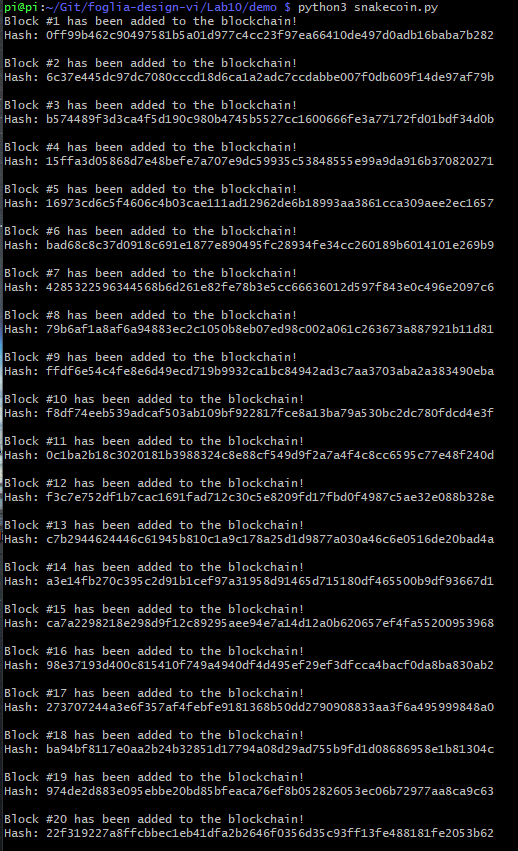 pi@pi:~/Git/foglia-design-vi/Lab10/demo $ python3 snakecoin.py
Block #1 has been added to the blockchain!
Hash: 0ff99b462c90497581b5a01d977c4cc23f97ea66410de497d0adb16baba7b282
Block #2 has been added to the blockchain!
Hash: 6c37e445dc97dc7080cccd18d6ca1a2adc7ccdabbe007f0db609f14de97af79b
Block #3 has been added to the blockchain!
Hash: b574489f3d3ca4f5d190c980b4745b5527cc1600666fe3a77172fd01bdf34d0b
Block #4 has been added to the blockchain!
Hash: 15ffa3d05868d7e48befe7a707e9dc59935c53848555e99a9da916b370820271
Block #5 has been added to the blockchain!
Hash: 16973cd6c5f4606c4b03cae111ad12962de6b18993aa3861cca309aee2ec1657
Block #6 has been added to the blockchain!
Hash: bad68c8c37d0918c691e1877e890495fc28934fe34cc260189b6014101e269b9
Block #7 has been added to the blockchain!
Hash: 4285322596344568b6d261e82fe78b3e5cc66636012d597f843e0c496e2097c6
Block #8 has been added to the blockchain!
Hash: 79b6af1a8af6a94883ec2c1050b8eb07ed98c002a061c263673a887921b11d81
Block #9 has been added to the blockchain!
Hash: ffdf6e54c4fe8e6d49ecd719b9932ca1bc84942ad3c7aa3703aba2a383490eba
Block #10 has been added to the blockchain!
Hash: f8df74eeb539adcaf503ab109bf922817fce8a13ba79a530bc2dc780fdcd4e3f
Block #11 has been added to the blockchain!
Hash: 0c1ba2b18c3020181b3988324c8e88cf549d9f2a7a4f4c8cc6595c77e48f240d
Block #12 has been added to the blockchain!
Hash: f3c7e752df1b7cac1691fad712c30c5e8209fd17fbd0f4987c5ae32e088b328e
Block #13 has been added to the blockchain!
Hash: c7b2944624446c61945b810c1a9c178a25d1d9877a030a46c6e0516de20bad4a
Block #14 has been added to the blockchain!
Hash: a3e14fb270c395c2d91b1cef97a31958d91465d715180df465500b9df93667d1
Block #15 has been added to the blockchain!
Hash: ca7a2298218e298d9f12c89295aee94e7a14d12a0b620657ef4fa55200953968
Block #16 has been added to the blockchain!
Hash: 98e37193d400c815410f749a4940df4d495ef29ef3dfcca4bacf0da8ba830ab2
Block #17 has been added to the blockchain!
Hash: 273707244a3e6f357af4febfe9181368b50dd2790908833aa3f6a495999848a0
Block #18 has been added to the blockchain!
Hash: ba94bf8117e0aa2b24b32851d17794a08d29ad755b9fd1d08686958e1b81304c
Block #19 has been added to the blockchain!
Hash: 974de2d883e095ebbe20bd85bfeaca76ef8b052826053ec06b72977aa8ca9c63
Block #20 has been added to the blockchain!
Hash: 22f319227a8ffcbbec1eb41dfa2b2646f0356d35c93ff13fe488181fe2053b62